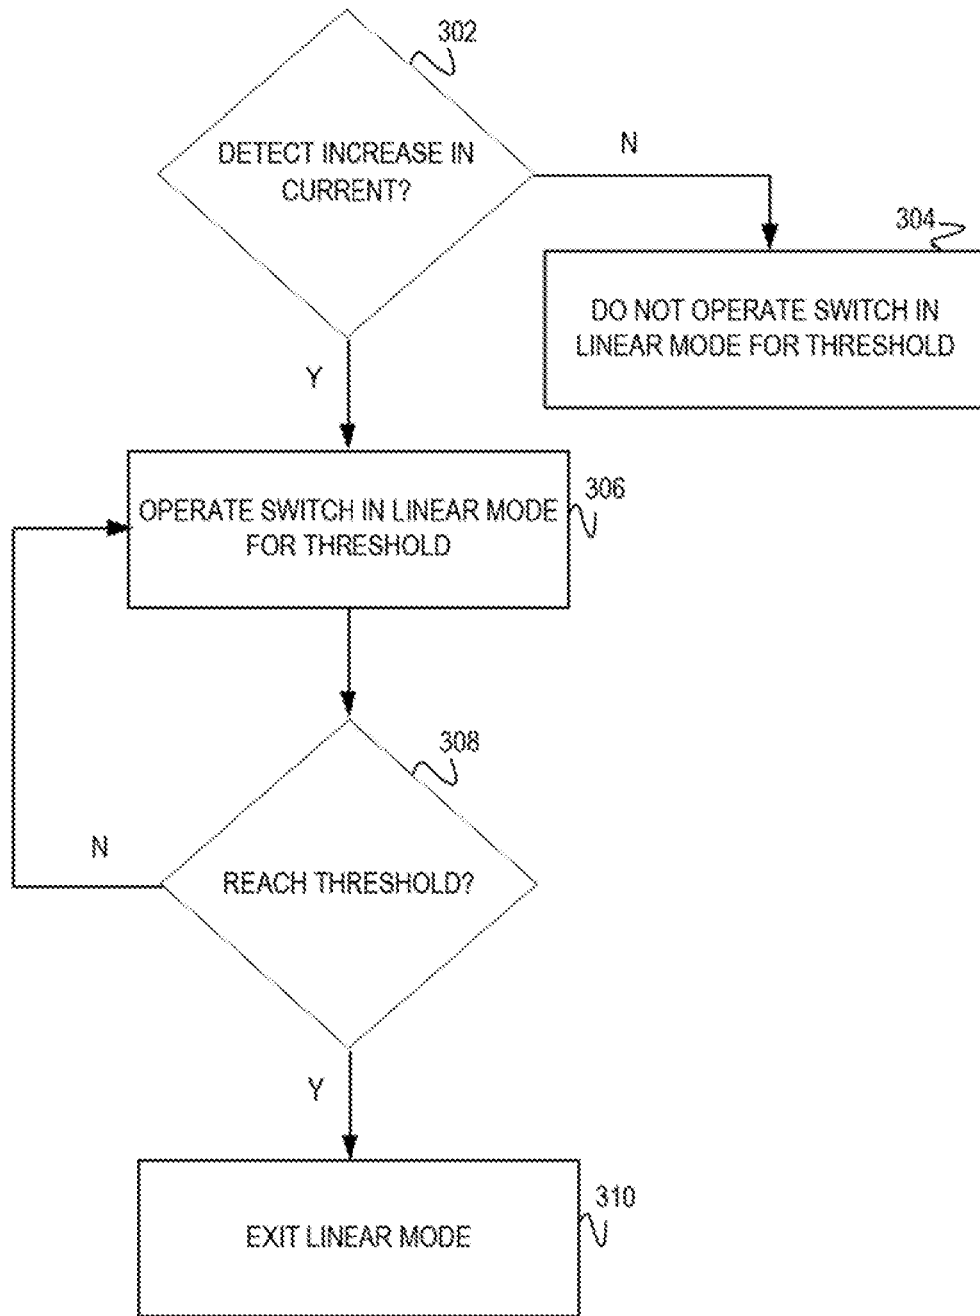 302
DETECT INCREASE IN
CURRENT?
N
304
DO NOT OPERATE SWITCH IN
LINEAR MODE FOR THRESHOLD
Y
306
OPERATE SWITCH IN LINEAR MODE
FOR THRESHOLD
308
N
REACH THRESHOLD?
Y
310
EXIT LINEAR MODE